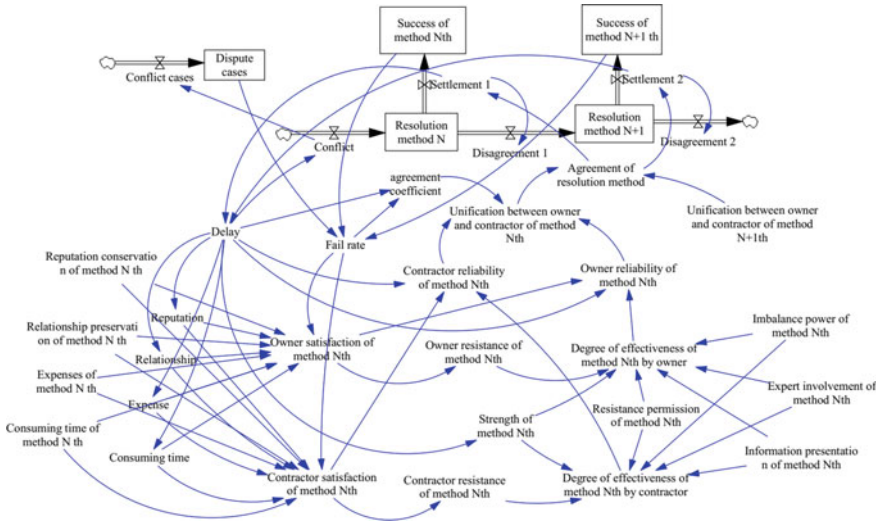 Success of
method Nth
Success of
method N+1 th
Dispute
cases
Conflict cases
Settlement 1
Settlement 2
Resolution
method N
Resolution
method N+1
Conflict
Disagreement 1
Disagreement 2
Agreement of
resolution method
agreement
coefficient
Unification between owner
and contractor of method
Nth
Unification between owner
and contractor of method
N+1th
Delay
Fail rate
Reputation conservatio
n of method N th
Contractor reliability
of method Nth
Owner reliability of
method Nth
Reputation
Relationship preservati
on of method N th
Owner satisfaction of
method Nth
Relationship
Owner resistance of
method Nth
Degree of effectiveness of
method Nth by owner
Imbalance power of
method Nth
Expenses of
method N th
Expense
Expert involvement of
method Nth
Strength of
method Nth
Resistance permission
of method Nth
Consuming time of
method N th
Consuming time
Information presentatio
n of method Nth
Contractor satisfaction
of method Nth
Contractor resistance
of method Nth
Degree of effectiveness of
method Nth by contractor